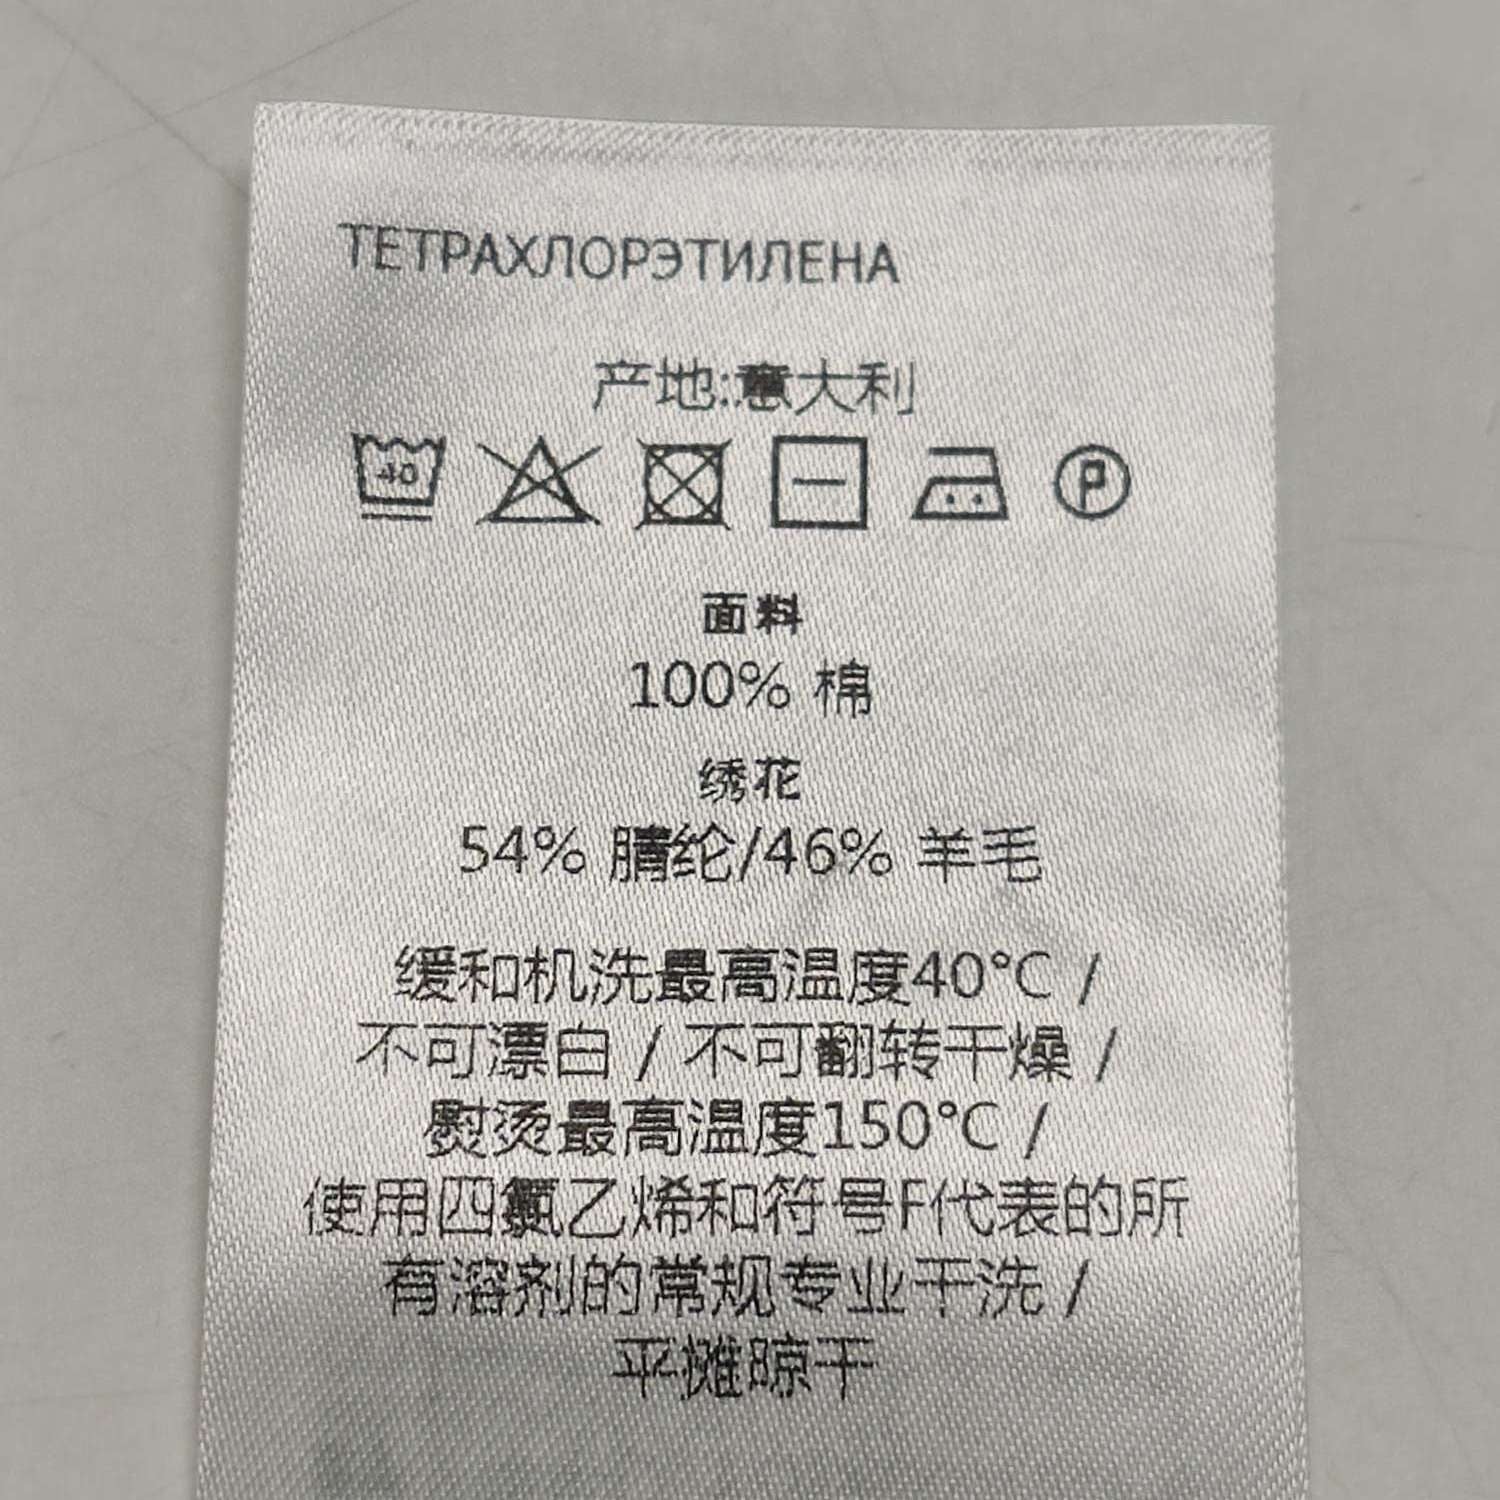 ТЕТРАХЛОРЭТИЛЕНА
产地:意大利
40 P
面料
100% 棉
绣花
54% 腈纶/46% 羊毛
缓和机洗最高温度40°C /
不可漂白 / 不可翻转干燥 /
熨烫最高温度150°C /
使用四氯乙烯和符号F代表的所
有溶剂的常规专业干洗 /
平摊晾干